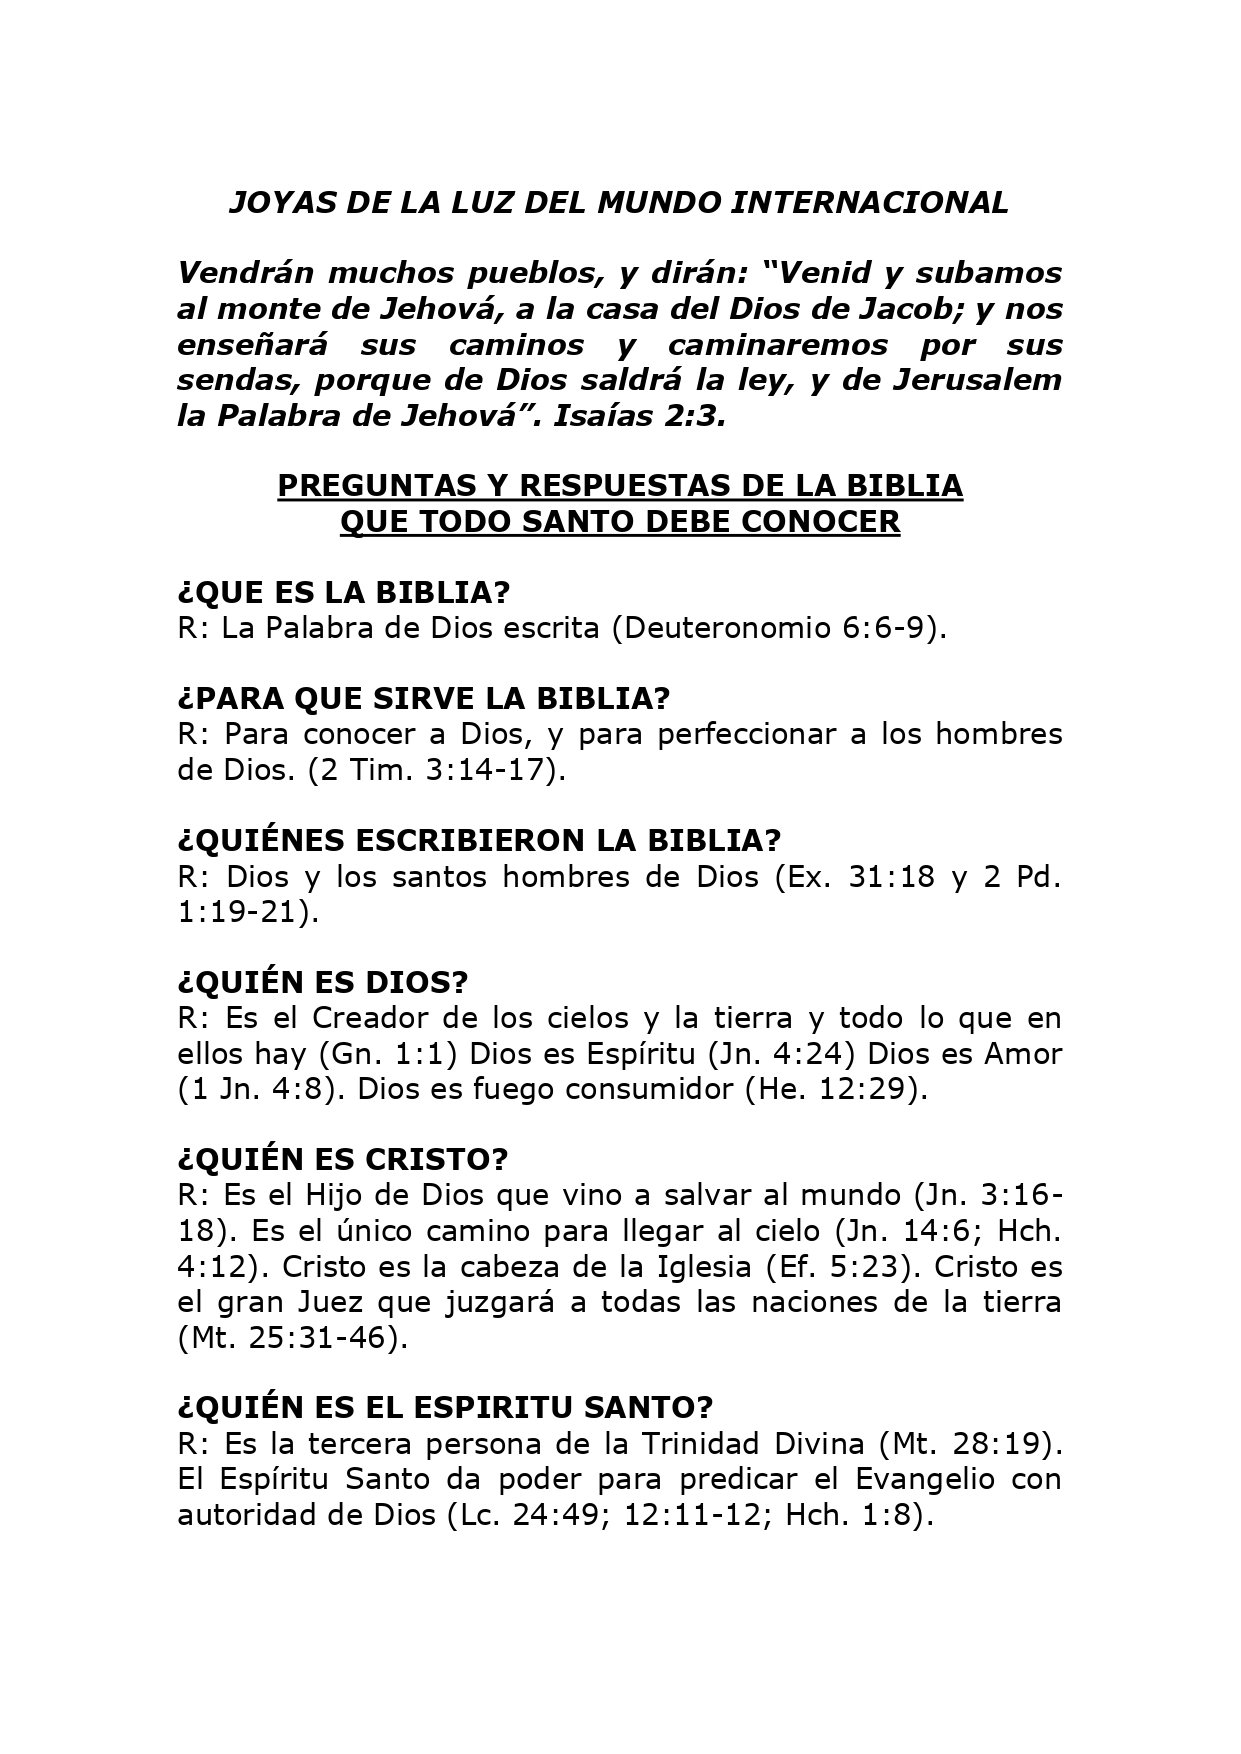 JOYAS DE LA LUZ DEL MUNDO INTERNACIONAL
Vendrán muchos pueblos, y dirán: “Venid y subamos
al monte de Jehová, a la casa del Dios de Jacob; y nos
enseñará sus caminos y caminaremos por sus
sendas, porque de Dios saldrá la ley, y de Jerusalem
la Palabra de Jehová”. Isaías 2:3.
PREGUNTAS Y RESPUESTAS DE LA BIBLIA
QUE TODO SANTO DEBE CONOCER
¿QUE ES LA BIBLIA?
R: La Palabra de Dios escrita (Deuteronomio 6:6-9).
¿PARA QUE SIRVE LA BIBLIA?
R: Para conocer a Dios, y para perfeccionar a los hombres
de Dios. (2 Tim. 3:14-17).
¿QUIÉNES ESCRIBIERON LA BIBLIA?
R: Dios y los santos hombres de Dios (Ex. 31:18 y 2 Pd.
1:19-21).
¿QUIÉN ES DIOS?
R: Es el Creador de los cielos y la tierra y todo lo que en
ellos hay (Gn. 1:1) Dios es Espíritu (Jn. 4:24) Dios es Amor
(1 Jn. 4:8). Dios es fuego consumidor (He. 12:29).
¿QUIÉN ES CRISTO?
R: Es el Hijo de Dios que vino a salvar al mundo (Jn. 3:16-
18). Es el único camino para llegar al cielo (Jn. 14:6; Hch.
4:12). Cristo es la cabeza de la Iglesia (Ef. 5:23). Cristo es
el gran Juez que juzgará a todas las naciones de la tierra
(Mt. 25:31-46).
¿QUIÉN ES EL ESPIRITU SANTO?
R: Es la tercera persona de la Trinidad Divina (Mt. 28:19).
El Espíritu Santo da poder para predicar el Evangelio con
autoridad de Dios (Lc. 24:49; 12:11-12; Hch. 1:8).